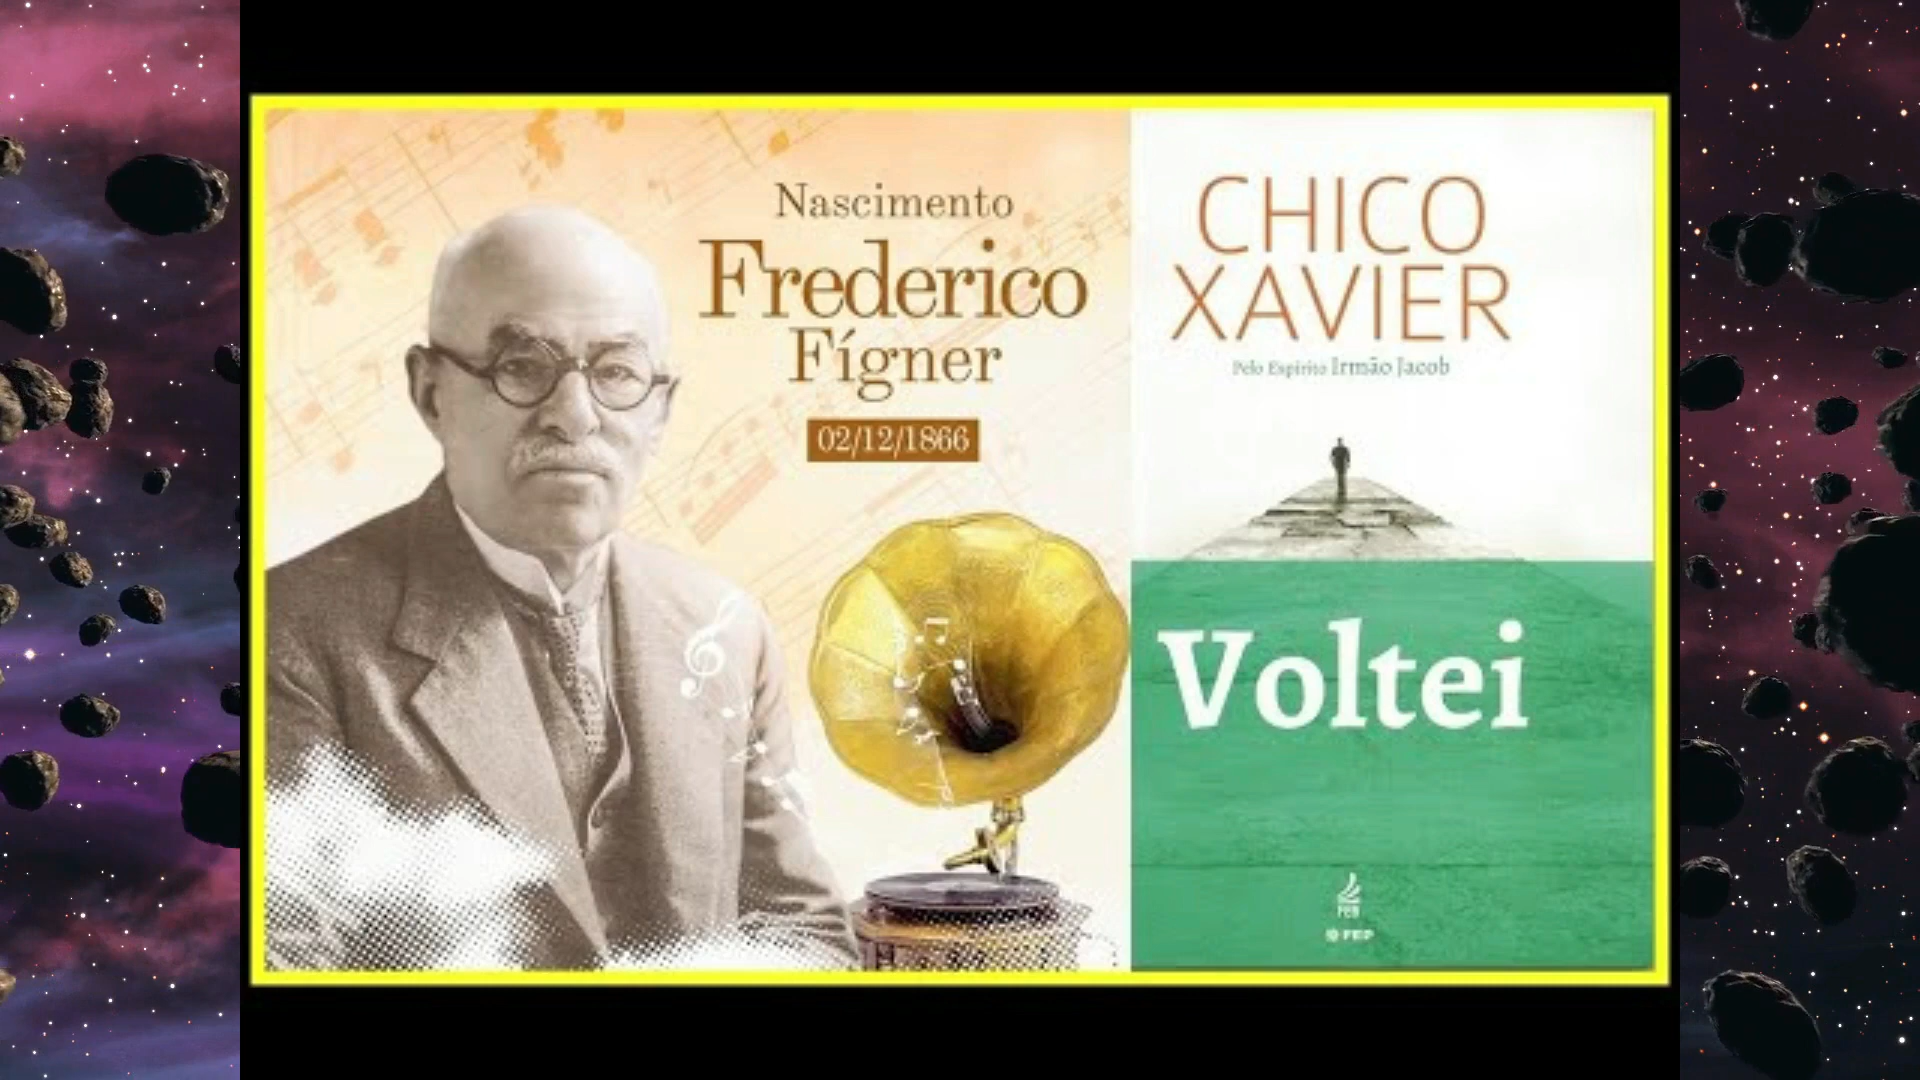 Nascimento
Frederico
Fígner
02/12/1866
CHICO
XAVIER
Pelo Espírito Irmão Jacob
Voltei
FEB